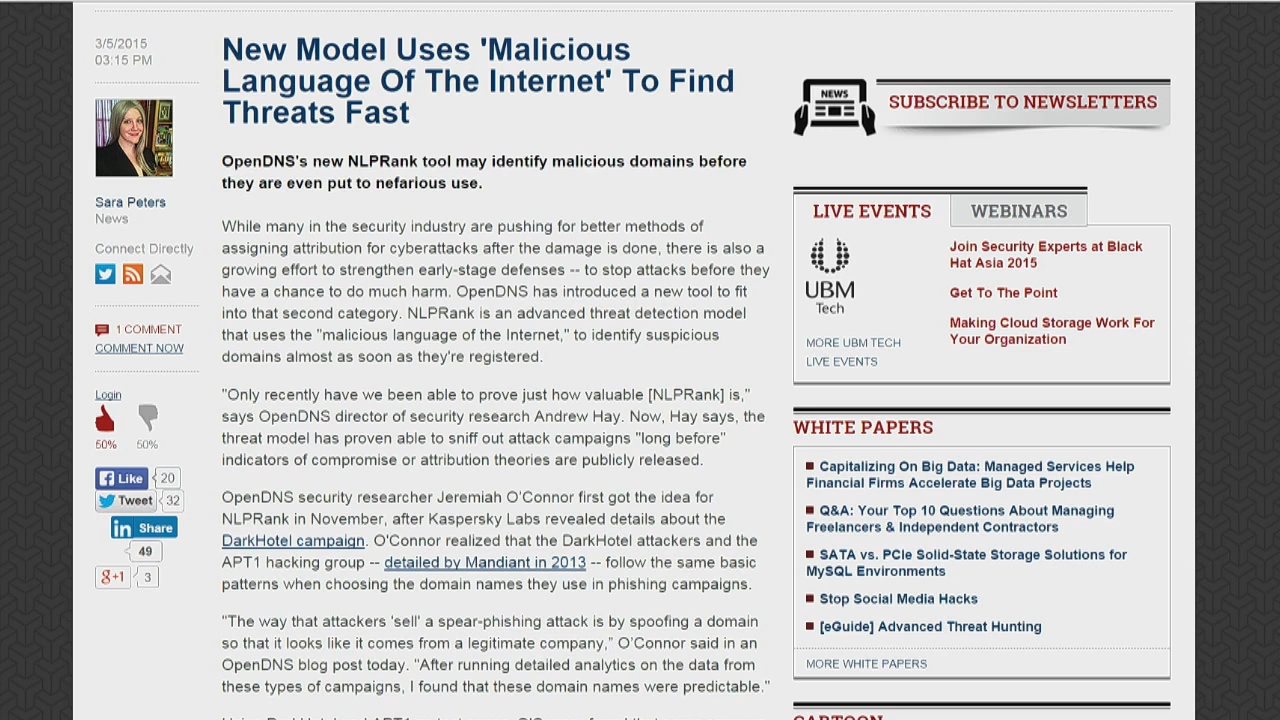 3/5/2015
03:15 PM
Sara Peters
News
Connect Directly
1 COMMENT
COMMENT NOW
Login
50%
50%
Like
20
Tweet
32
in Share
49
g+1
3
New Model Uses 'Malicious
Language Of The Internet' To Find
Threats Fast
OpenDNS's new NLPRank tool may identify malicious domains before
they are even put to nefarious use.
While many in the security industry are pushing for better methods of
assigning attribution for cyberattacks after the damage is done, there is also a
growing effort to strengthen early-stage defenses -- to stop attacks before they
have a chance to do much harm. OpenDNS has introduced a new tool to fit
into that second category. NLPRank is an advanced threat detection model
that uses the "malicious language of the Internet," to identify suspicious
domains almost as soon as they're registered.
"Only recently have we been able to prove just how valuable [NLPRank] is,"
says OpenDNS director of security research Andrew Hay. Now, Hay says, the
threat model has proven able to sniff out attack campaigns "long before"
indicators of compromise or attribution theories are publicly released.
OpenDNS security researcher Jeremiah O'Connor first got the idea for
NLPRank in November, after Kaspersky Labs revealed details about the
DarkHotel campaign. O'Connor realized that the DarkHotel attackers and the
APT1 hacking group -- detailed by Mandiant in 2013 -- follow the same basic
patterns when choosing the domain names they use in phishing campaigns.
"The way that attackers 'sell' a spear-phishing attack is by spoofing a domain
so that it looks like it comes from a legitimate company," O'Connor said in an
OpenDNS blog post today. "After running detailed analytics on the data from
these types of campaigns, I found that these domain names were predictable."
NEWS
SUBSCRIBE TO NEWSLETTERS
LIVE EVENTS
WEBINARS
UBM
Tech
MORE UBM TECH
LIVE EVENTS
Join Security Experts at Black
Hat Asia 2015
Get To The Point
Making Cloud Storage Work For
Your Organization
WHITE PAPERS
Capitalizing On Big Data: Managed Services Help
Financial Firms Accelerate Big Data Projects
Q&A: Your Top 10 Questions About Managing
Freelancers & Independent Contractors
SATA vs. PCIe Solid-State Storage Solutions for
MySQL Environments
Stop Social Media Hacks
[eGuide] Advanced Threat Hunting
MORE WHITE PAPERS
CARTOON